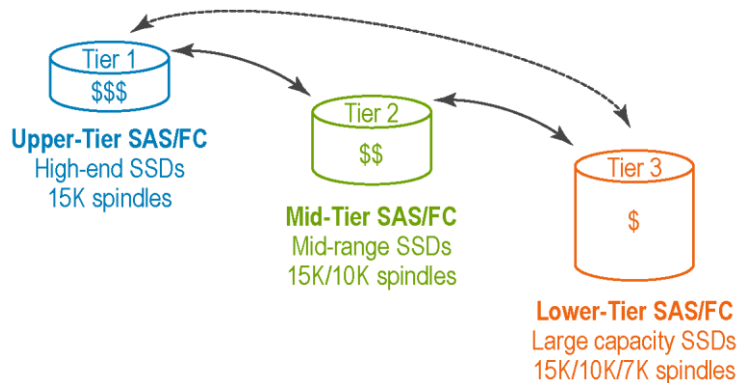 Tier 1
$$$
Upper-Tier SAS/FC
High-end SSDs
15K spindles
Tier 2
$$
Mid-Tier SAS/FC
Mid-range SSDs
15K/10K spindles
Tier 3
$
Lower-Tier SAS/FC
Large capacity SSDs
15K/10K/7K spindles